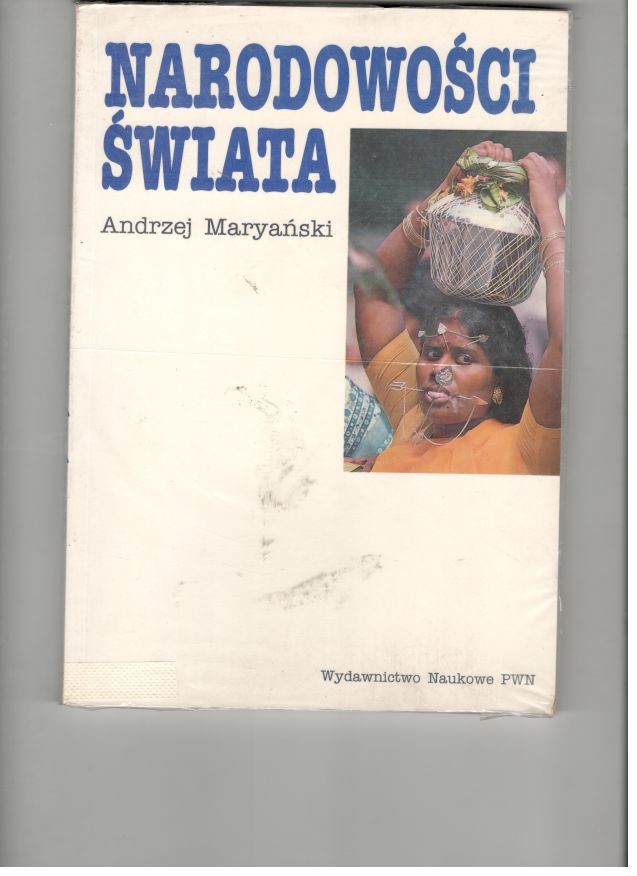 NARODOWOŚCI
ŚWIATA
Andrzej Maryański
Wydawnictwo Naukowe PWN